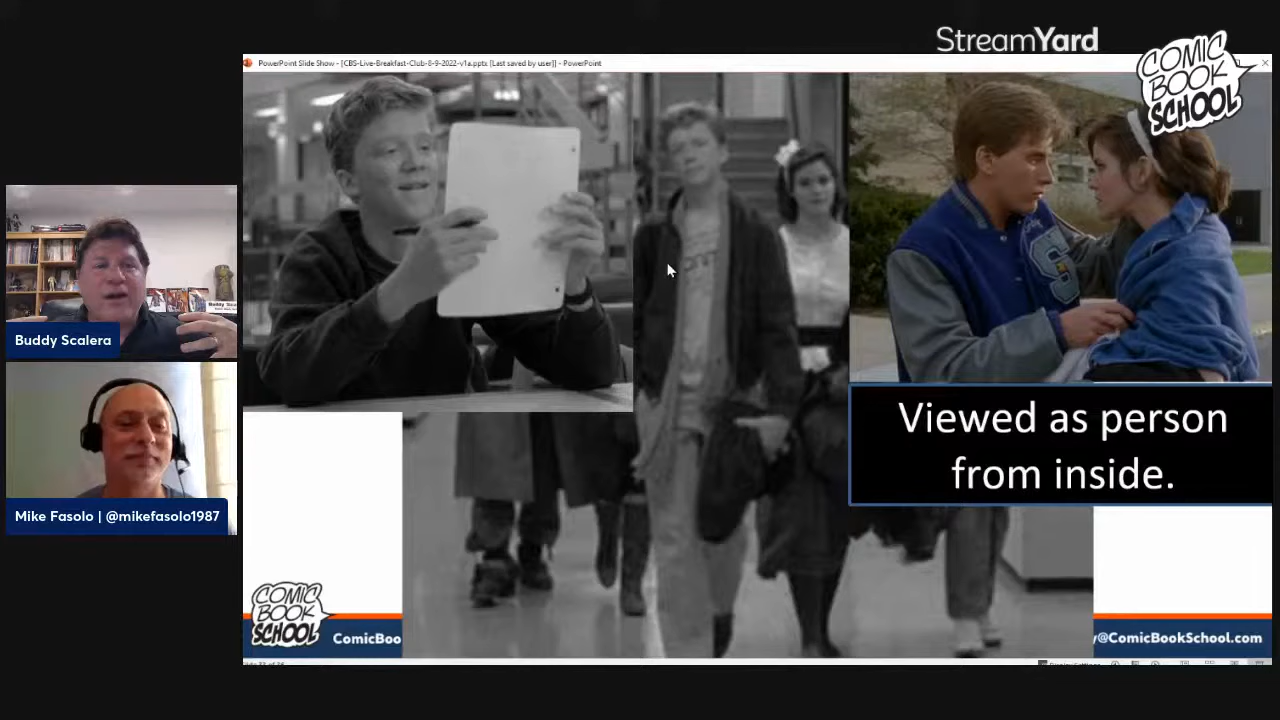 StreamYard
COMIC
BOOK
SCHOOL
PowerPoint Slide Show - [CBS-Live-Breakfast-Club-8-9-2022-v1a.pptx [Last saved by user]] - PowerPoint
Buddy Scalera
Mike Fasolo | @mikefasolo1987
Viewed as person
from inside.
COMIC
BOOK
SCHOOL
ComicBoo
y@ComicBookSchool.com